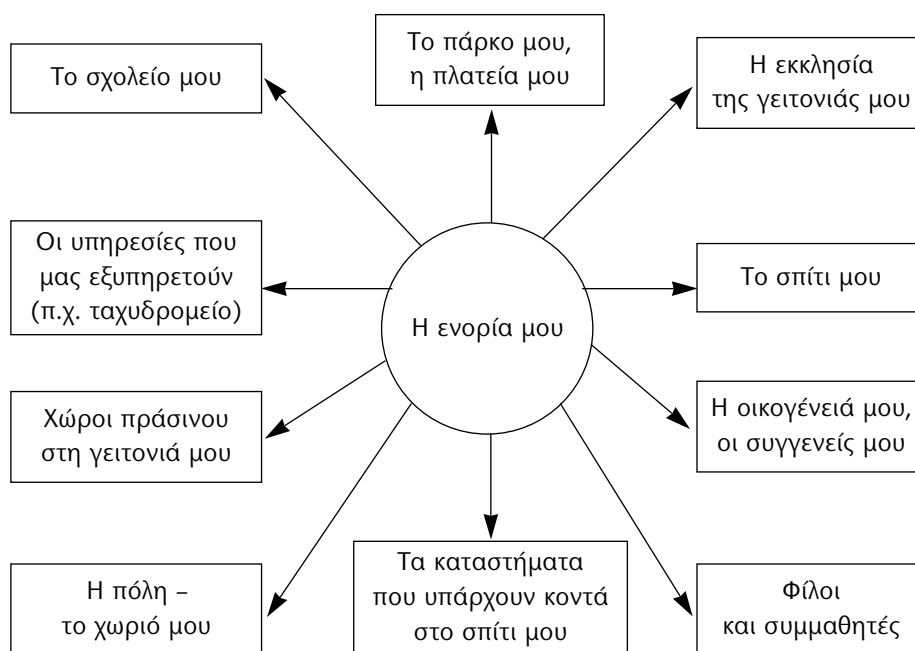 Το πάρκο μου,
η πλατεία μου
Το σχολείο μου
Η εκκλησία
της γειτονιάς μου
Οι υπηρεσίες που
μας εξυπηρετούν
(π.χ. ταχυδρομείο)
Το σπίτι μου
Η ενορία μου
Χώροι πράσινου
στη γειτονιά μου
Η οικογένειά μου,
οι συγγενείς μου
Η πόλη –
το χωριό μου
Τα καταστήματα
που υπάρχουν κοντά
στο σπίτι μου
Φίλοι
και συμμαθητές